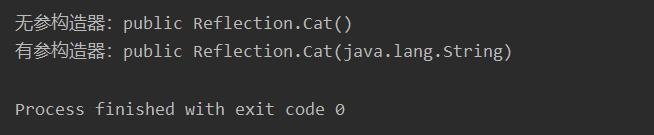 无参构造器：public Reflection.Cat()
有参构造器：public Reflection.Cat(java.lang.String)
Process finished with exit code 0